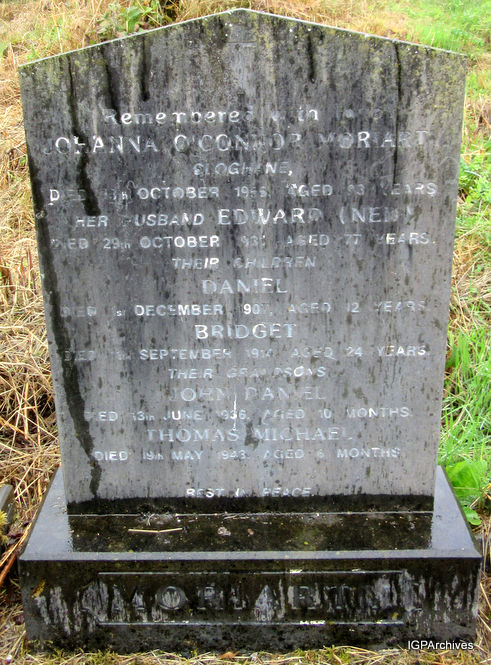 Remembered with love
JOHANNA O'CONNOR MORIARTY
CLOGHANE,
DIED OCTOBER AGED YEARS
HER HUSBAND EDWARD (NED)
DIED 29TH OCTOBER AGED 77 YEARS.
THEIR CHILDREN
DANIEL
DIED 1ST DECEMBER 1907, AGED 12 YEARS
BRIDGET
DIED SEPTEMBER 1914, AGED 24 YEARS.
THEIR GRANDSONS
JOHN DANIEL
DIED 13TH JUNE 1936, AGED 10 MONTHS.
THOMAS MICHAEL
DIED 19TH MAY 1943, AGED 6 MONTHS
REST IN PEACE.
MORIARTY
IGPArchives